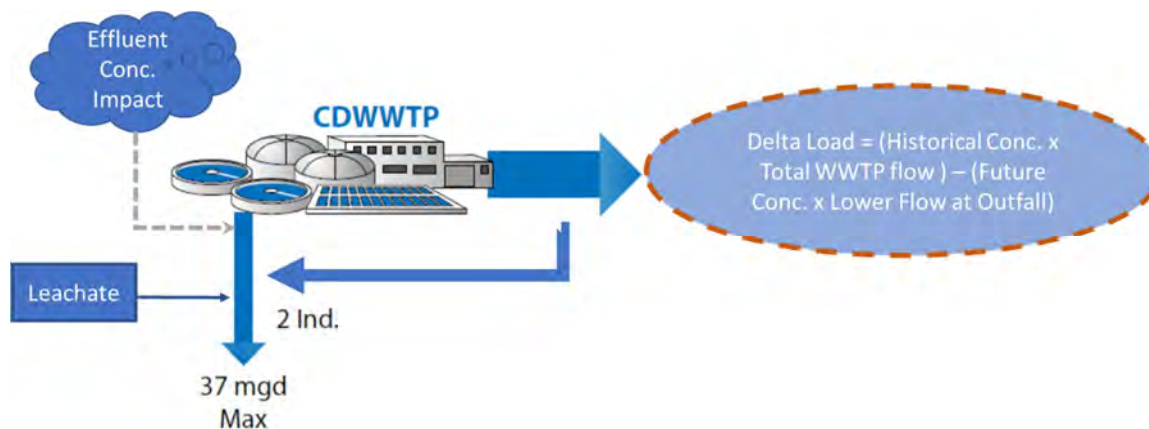 Effluent
Conc.
Impact
CDWWTP
Delta Load = (Historical Conc. x
Total WWTP flow ) – (Future
Conc. x Lower Flow at Outfall)
Leachate
2 Ind.
37 mgd
Max